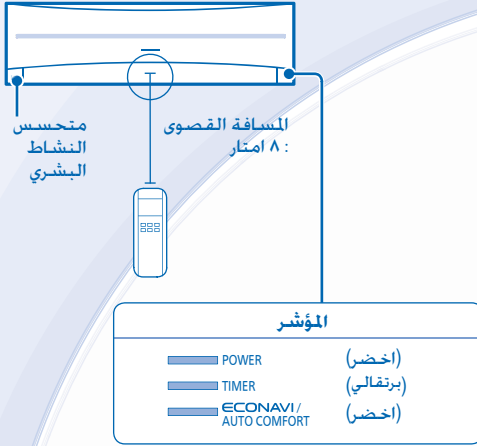 متحسس
النشاط
البشري
المسافة القصوى
: ٨ امتار
المؤشر
POWER (اخضر)
TIMER (برتقالي)
ECONAVI/
AUTO COMFORT (اخضر)